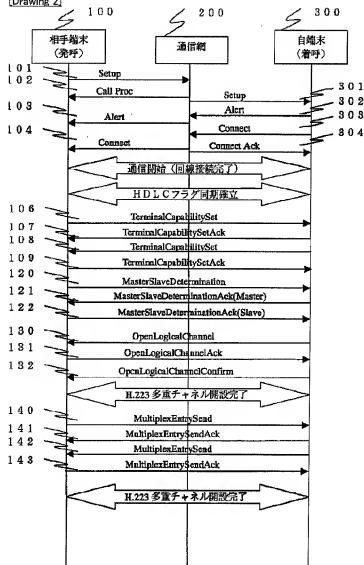 [Drawing 2]
100
200
300
相手端末
(発呼)
通信網
自端末
(着呼)
101
Setup
102
Call Proc
Setup
301
103
Alert
302
Alert
303
104
Connect
304
Connect
Connect Ack
通信開始 (回線接続完了)
HDLCフラグ同期確立
106
TerminalCapabilitySet
107
TerminalCapabilitySetAck
108
TerminalCapabilitySet
109
TerminalCapabilitySetAck
120
MasterSlaveDetermination
121
MasterSlaveDeterminationAck(Master)
122
MasterSlaveDeterminationAck(Slave)
130
OpenLogicalChannel
131
OpenLogicalChannelAck
132
OpenLogicalChannelConfirm
H.223 多重チャネル開設完了
140
MultiplexEntrySend
141
MultiplexEntrySendAck
142
MultiplexEntrySend
143
MultiplexEntrySendAck
H.223 多重チャネル開設完了